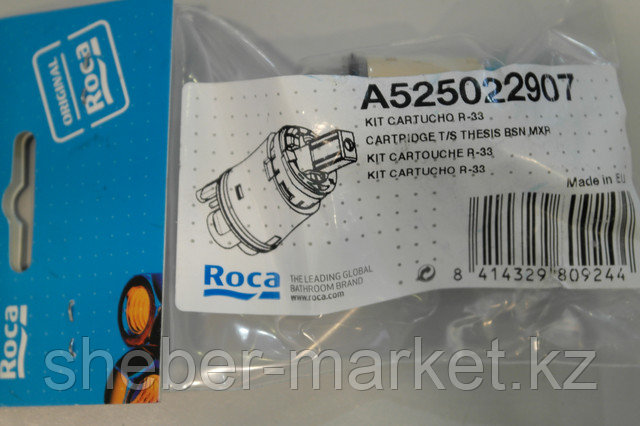 ORIGINAL
Roca
A525022907
KIT CARTUCHO R-33
CARTRIDGE T/S THESIS BSN MXR
KIT CARTOUCHE R-33
KIT CARTUCHO R-33
Made in EU
Roca
THE LEADING GLOBAL
BATHROOM BRAND
www.roca.com
8 414329 809244
Roca
sheber-market.satu.kz